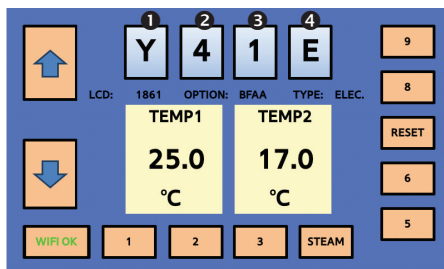 1 2 3 4
Y 4 1 E
9
8
LCD: 1861 OPTION: BFAA TYPE: ELEC.
TEMP1 TEMP2
RESET
25.0 17.0
6
°C °C
5
WIFI OK 1 2 3 STEAM